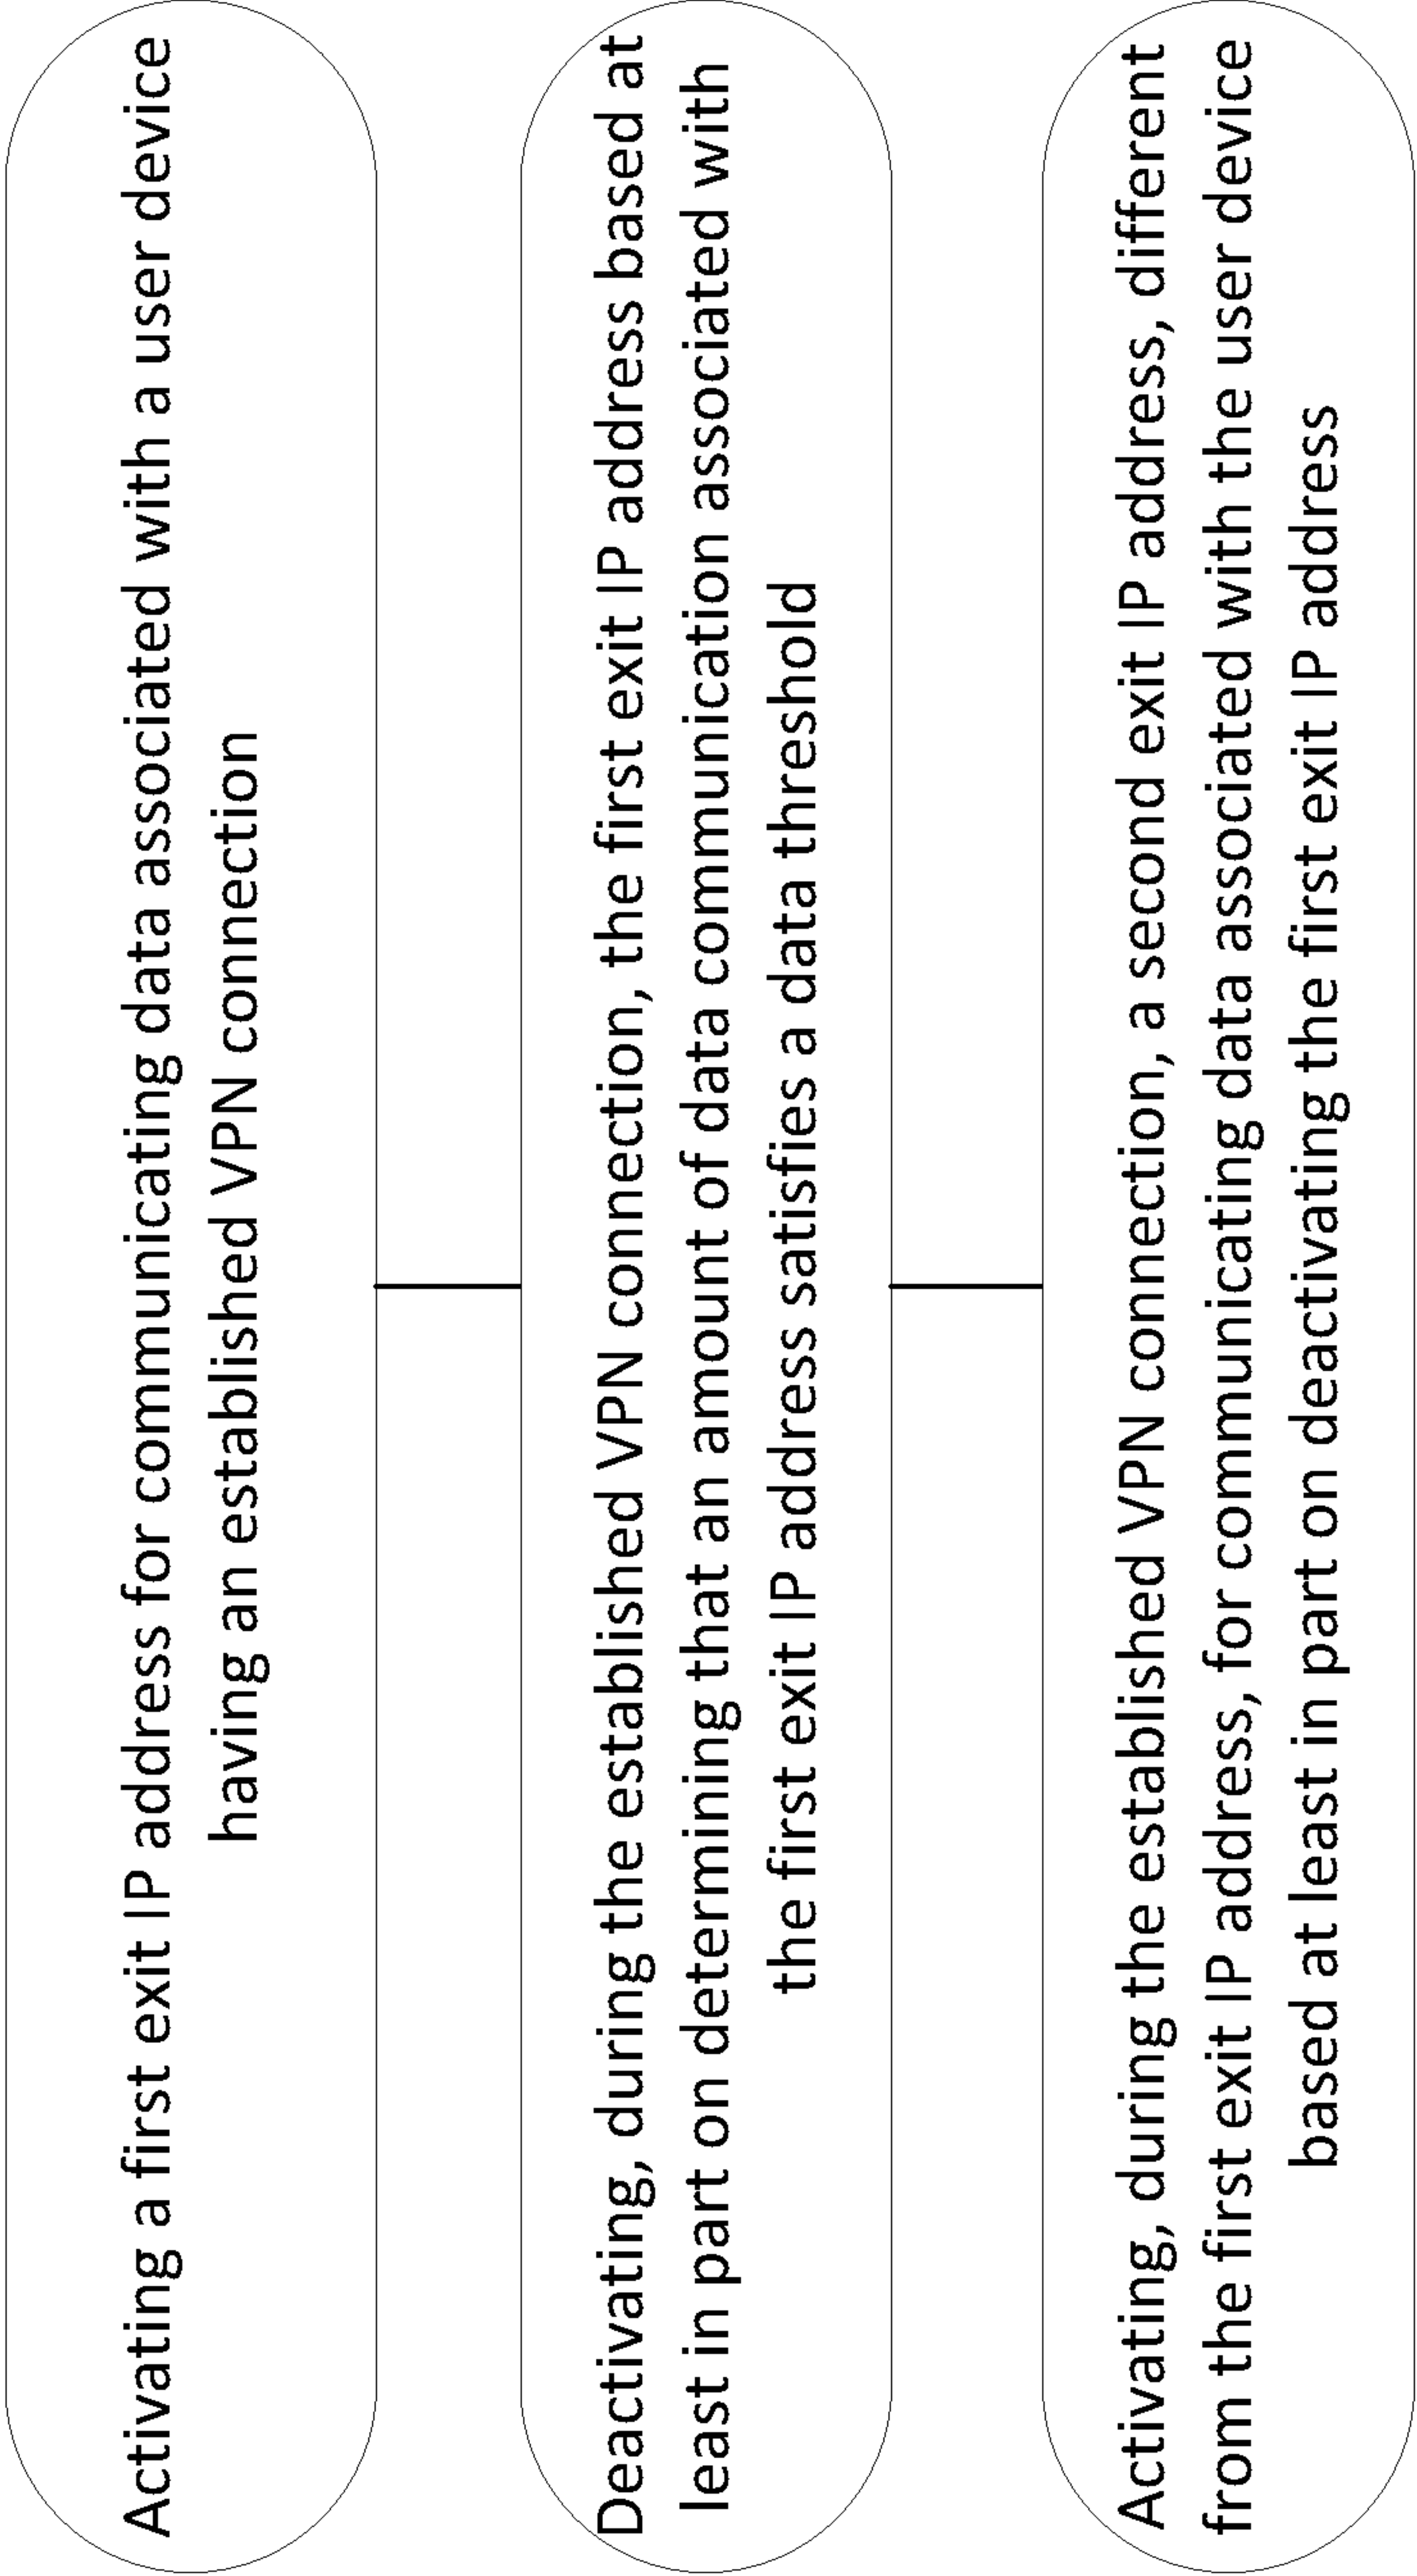 Activating a first exit IP address for communicating data associated with a user device
having an established VPN connection
Deactivating, during the established VPN connection, the first exit IP address based at
least in part on determining that an amount of data communication associated with
the first exit IP address satisfies a data threshold
Activating, during the established VPN connection, a second exit IP address, different
from the first exit IP address, for communicating data associated with the user device
based at least in part on deactivating the first exit IP address